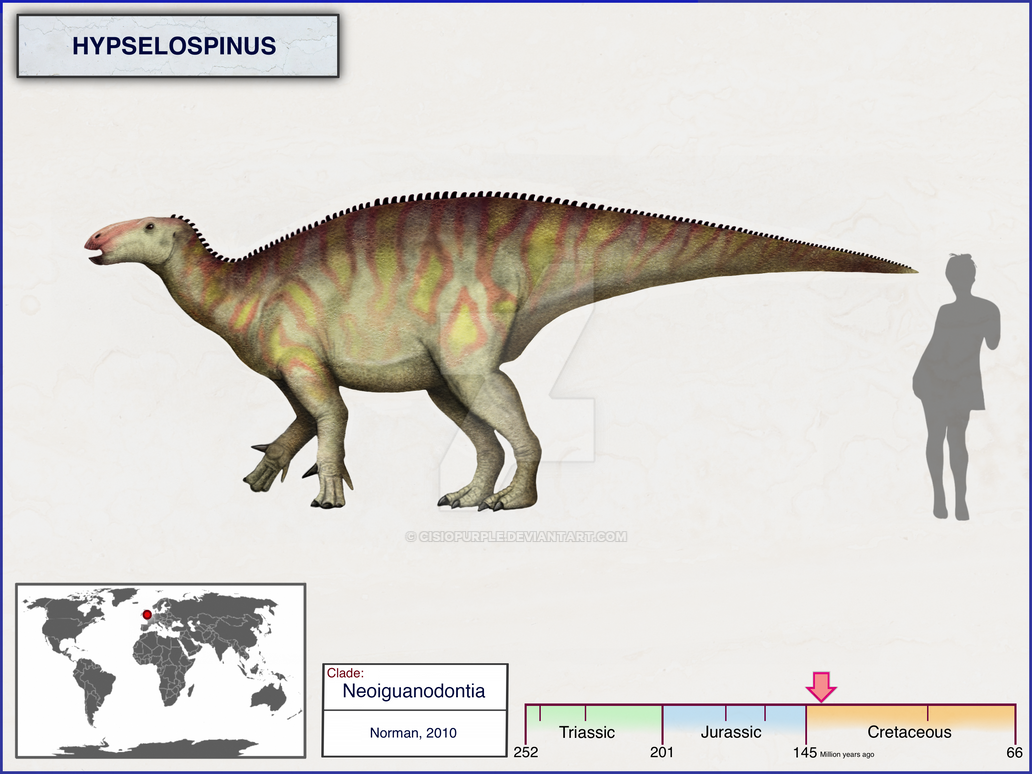 HYPSELOSPINUS
© CISIOPURPLE.DEVIANTART.COM
Clade:
Neoiguanodontia
Norman, 2010
Triassic
Jurassic
Cretaceous
252
201
145 Million years ago
66